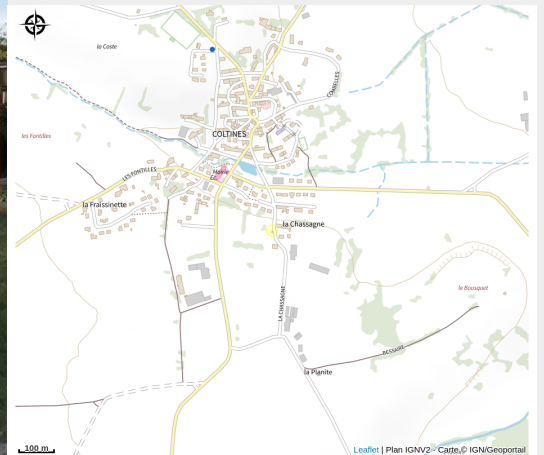 la Coste
COMBELLES
les Fontilles
COLTINES
LES FONTILLES
Mairie
Éc.
la Fraissinette
la Chassagne
LA CHASSAGNE
le Bousquet
BESSAIRE
la Planite
100 m
Leaflet | Plan IGNV2 - Carte © IGN/Geoportail